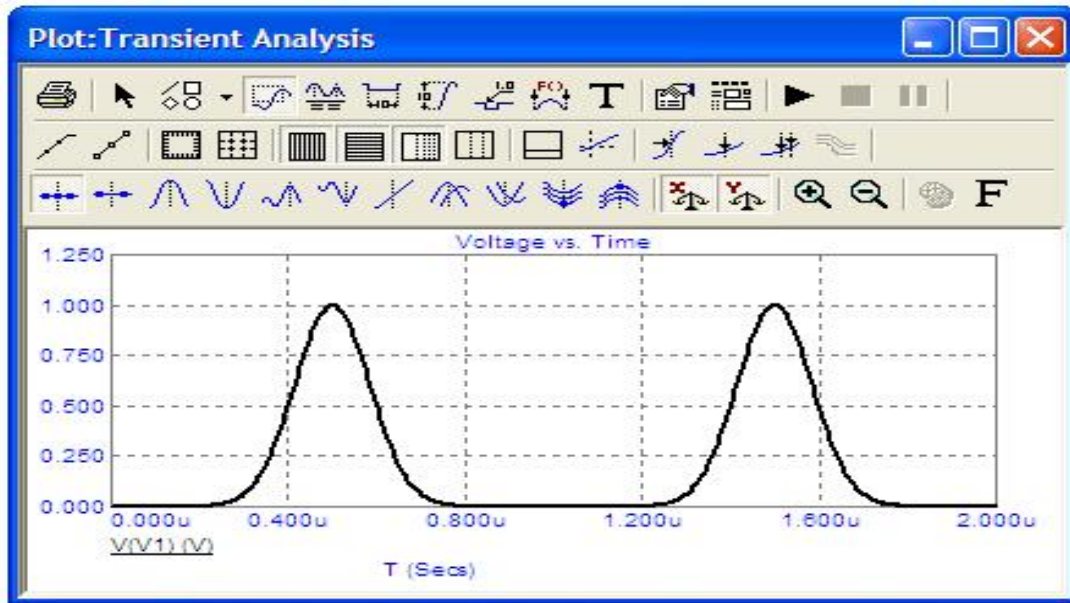 Plot:Transient Analysis
T
F
Voltage vs. Time
1.250
1.000
0.750
0.500
0.250
0.000
0.000u 0.400u 0.800u 1.200u 1.600u 2.000u
V(V1) (V)
T (Secs)